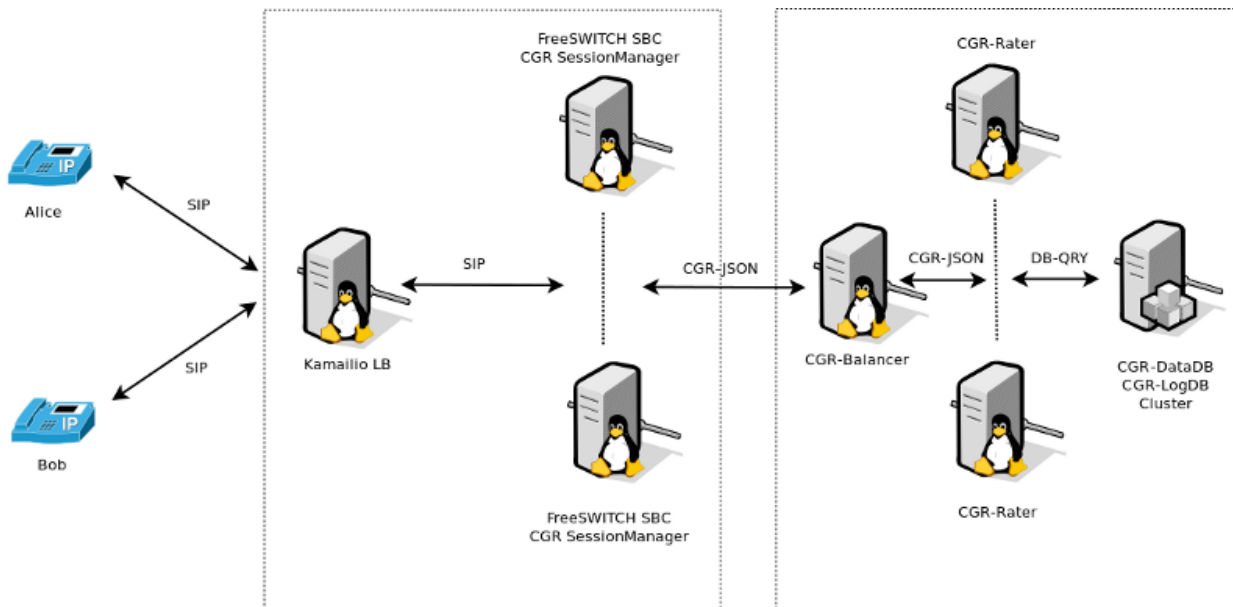 FreeSWITCH SBC
CGR SessionManager
CGR-Rater
IP
Alice
SIP
SIP
CGR-JSON
CGR-JSON
DB-QRY
Kamailio LB
CGR-Balancer
CGR-DataDB
CGR-LogDB
Cluster
SIP
IP
Bob
FreeSWITCH SBC
CGR SessionManager
CGR-Rater